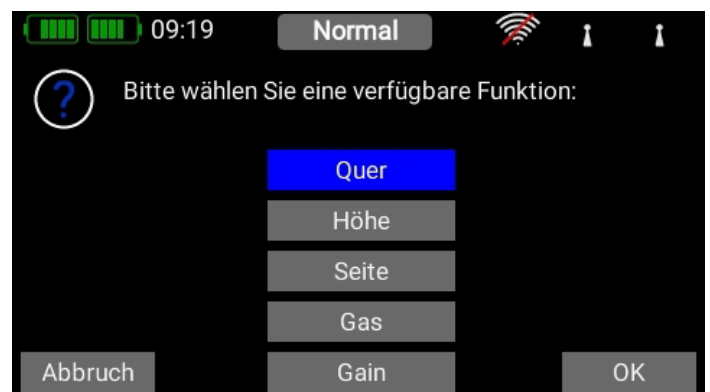 09:19 Normal
Bitte wählen Sie eine verfügbare Funktion:
Quer
Höhe
Seite
Gas
Abbruch Gain OK